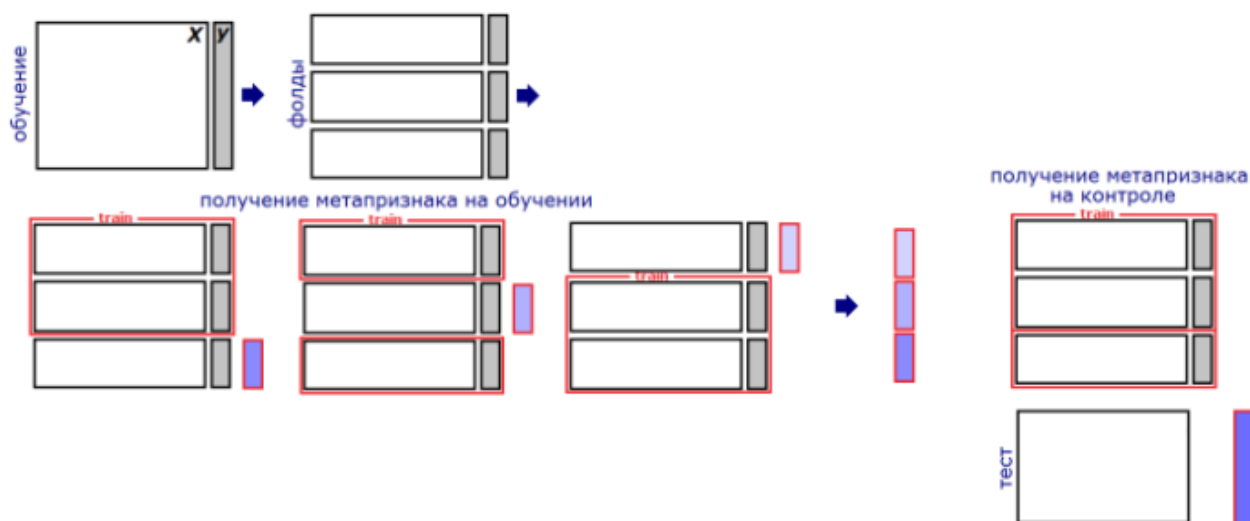 обучение
X y
фолды
получение метапризнака на обучении
train
train
train
получение метапризнака
на контроле
train
тест